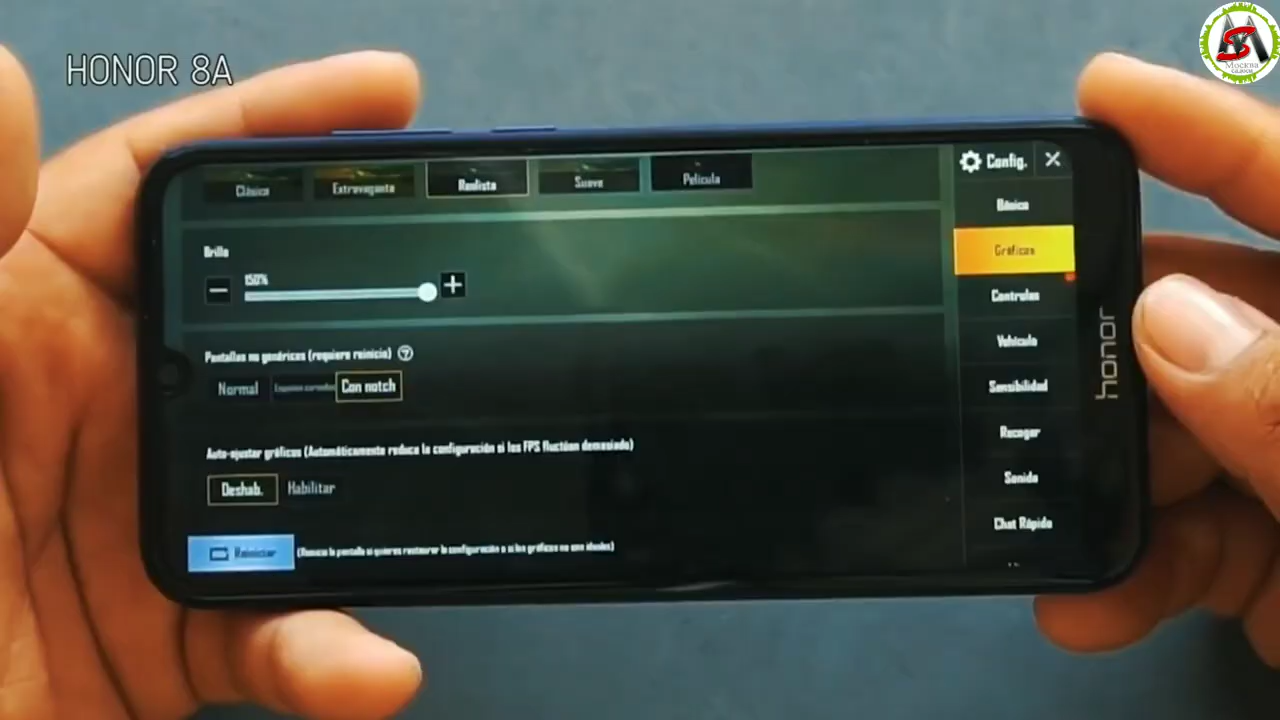 HONOR 8A
Config.
Clásico Extravagante Realista Suave Película
Brillo
150%
Pantallas no genéricas (requiere reinicio)
Normal Con notch
Auto-ajustar gráficos (Automáticamente reduce la configuración si los FPS fluctúan demasiado)
Deshab. Habilitar
Reiniciar
Básico
Gráficos
Controles
Vehículo
Sensibilidad
Recoger
Sonido
Chat Rápido
honor
Москва